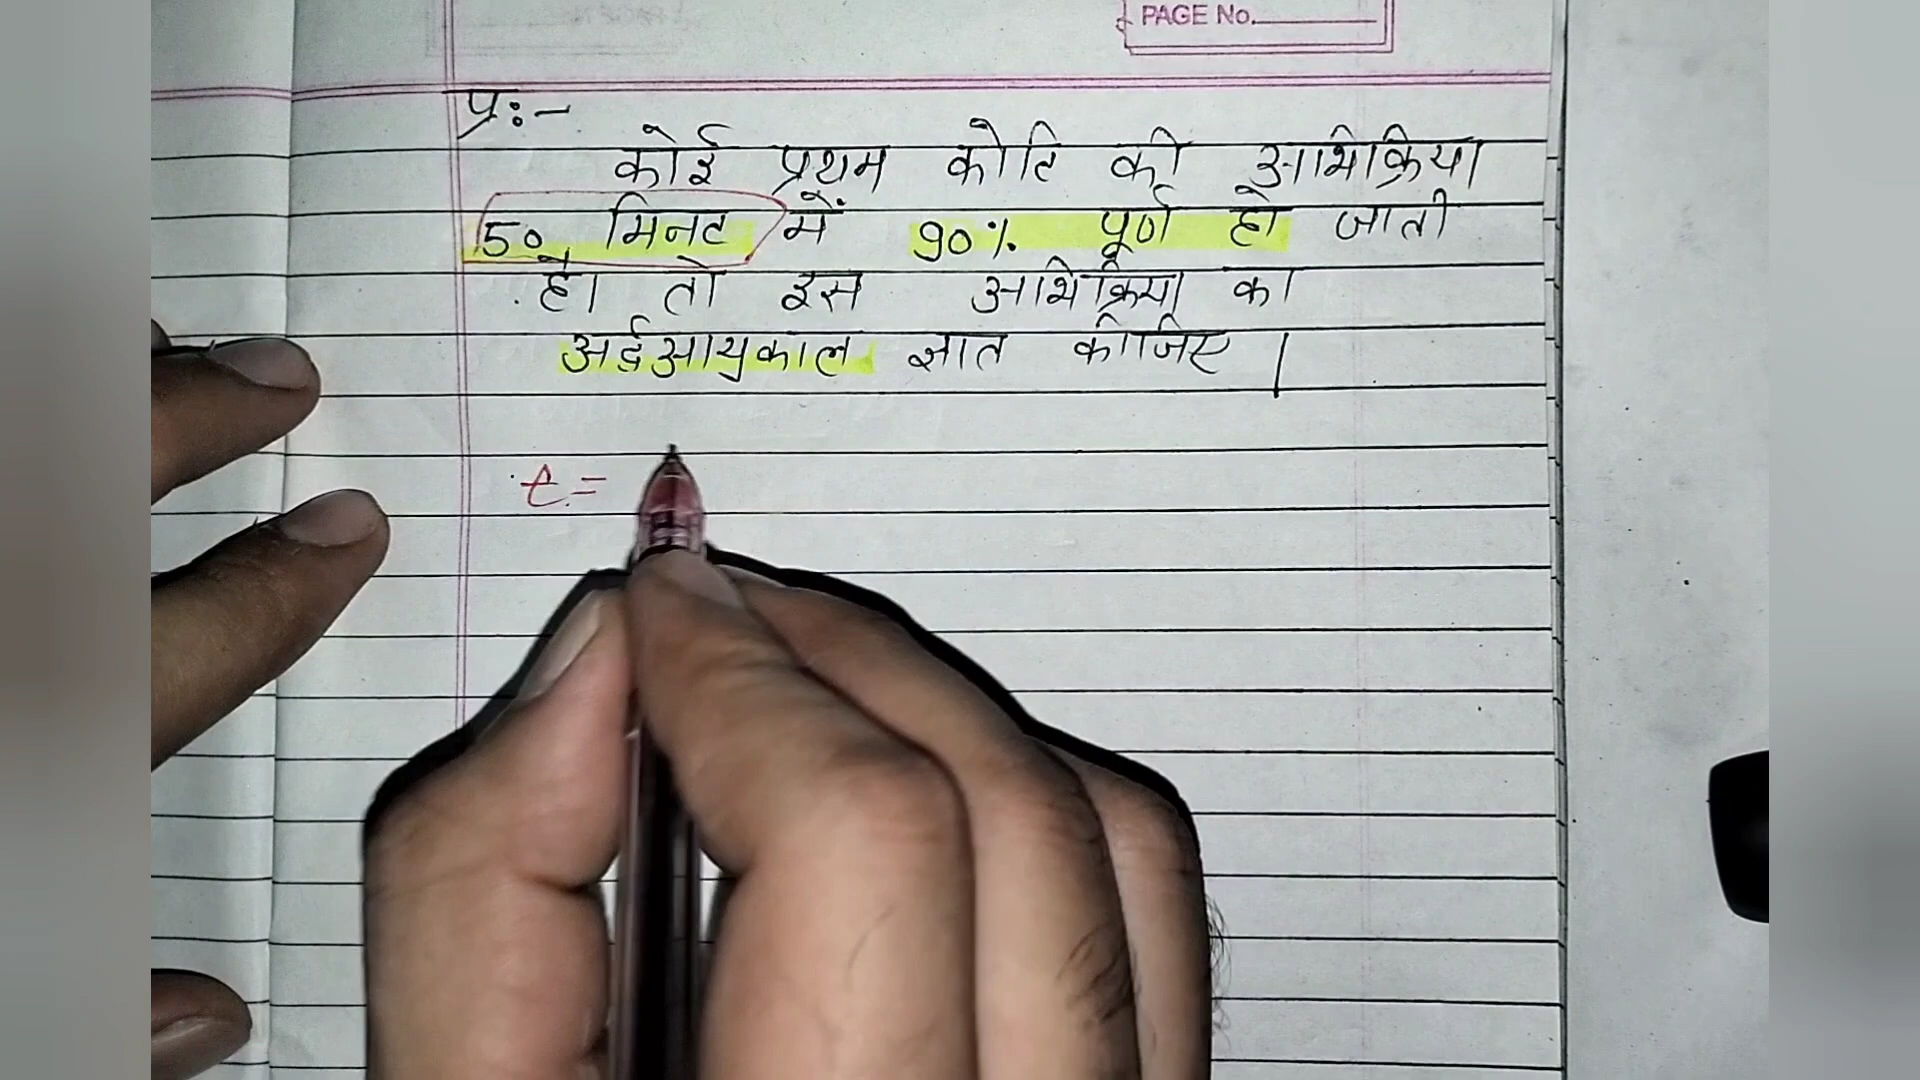 PAGE No.
प्र:-
कोई प्रथम कोटि की अभिक्रिया
50 मिनट में 90% पूर्ण हो जाती
है। तो इस अभिक्रिया का
अर्द्धआयुकाल ज्ञात कीजिए |
t =